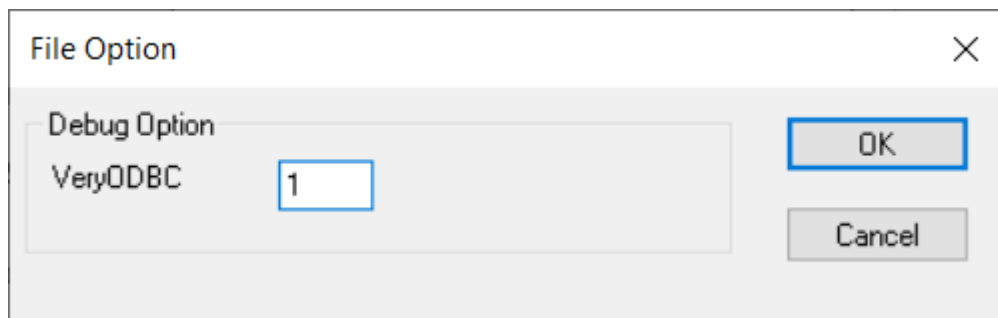 File Option
Debug Option
VeryODBC 1
OK
Cancel